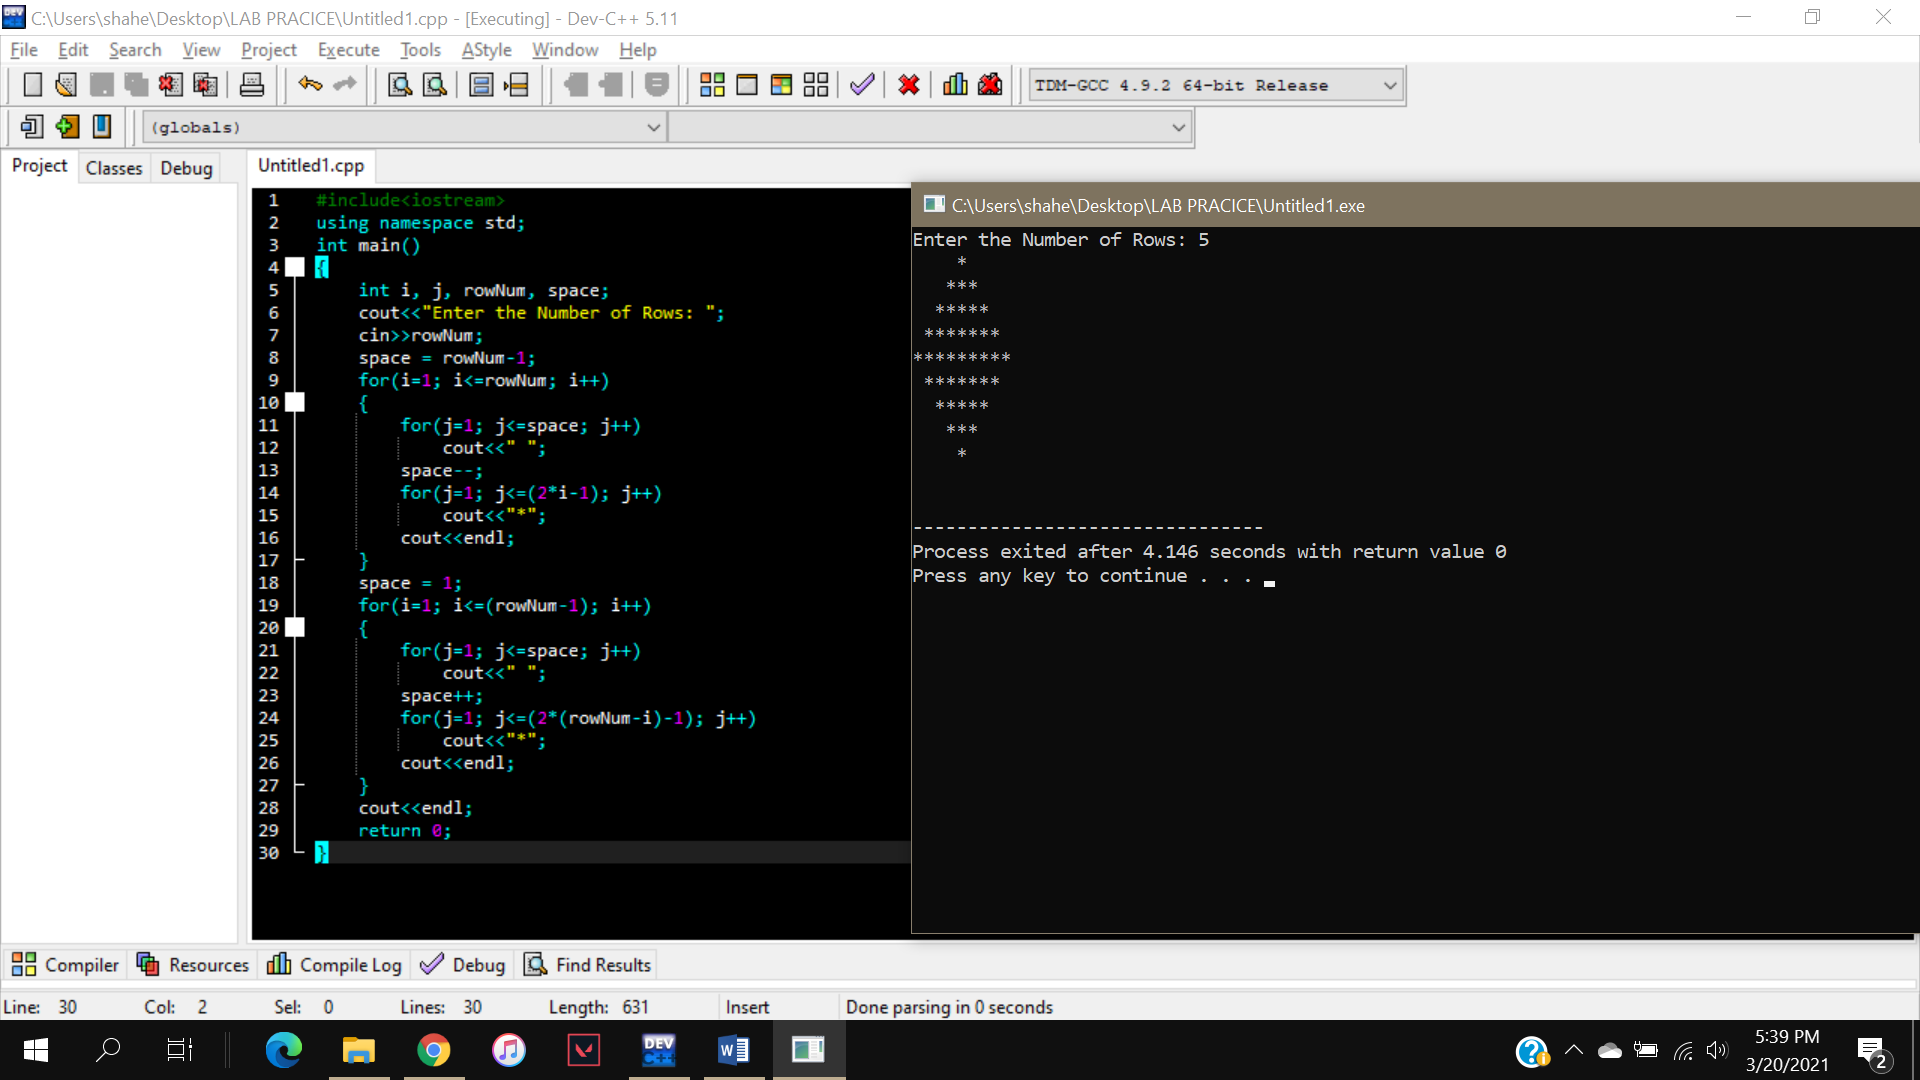 C:\Users\shahe\Desktop\LAB PRACICE\Untitled1.cpp - [Executing] - Dev-C++ 5.11
File Edit Search View Project Execute Tools AStyle Window Help
TDM-GCC 4.9.2 64-bit Release
(globals)
Project Classes Debug
Untitled1.cpp
1 #include<iostream>
2 using namespace std;
3 int main()
4 {
5 int i, j, rowNum, space;
6 cout<<"Enter the Number of Rows: ";
7 cin>>rowNum;
8 space = rowNum-1;
9 for(i=1; i<=rowNum; i++)
10 {
11 for(j=1; j<=space; j++)
12 cout<<" ";
13 space--;
14 for(j=1; j<=(2*i-1); j++)
15 cout<<"*";
16 cout<<endl;
17 }
18 space = 1;
19 for(i=1; i<=(rowNum-1); i++)
20 {
21 for(j=1; j<=space; j++)
22 cout<<" ";
23 space++;
24 for(j=1; j<=(2*(rowNum-i)-1); j++)
25 cout<<"*";
26 cout<<endl;
27 }
28 cout<<endl;
29 return 0;
30 }
C:\Users\shahe\Desktop\LAB PRACICE\Untitled1.exe
Enter the Number of Rows: 5
    *
   ***
  *****
 *******
*********
 *******
  *****
   ***
    *
--------------------------------
Process exited after 4.146 seconds with return value 0
Press any key to continue . . .
Compiler Resources Compile Log Debug Find Results
Line: 30 Col: 2 Sel: 0 Lines: 30 Length: 631 Insert Done parsing in 0 seconds
DEV C++
5:39 PM
3/20/2021
2